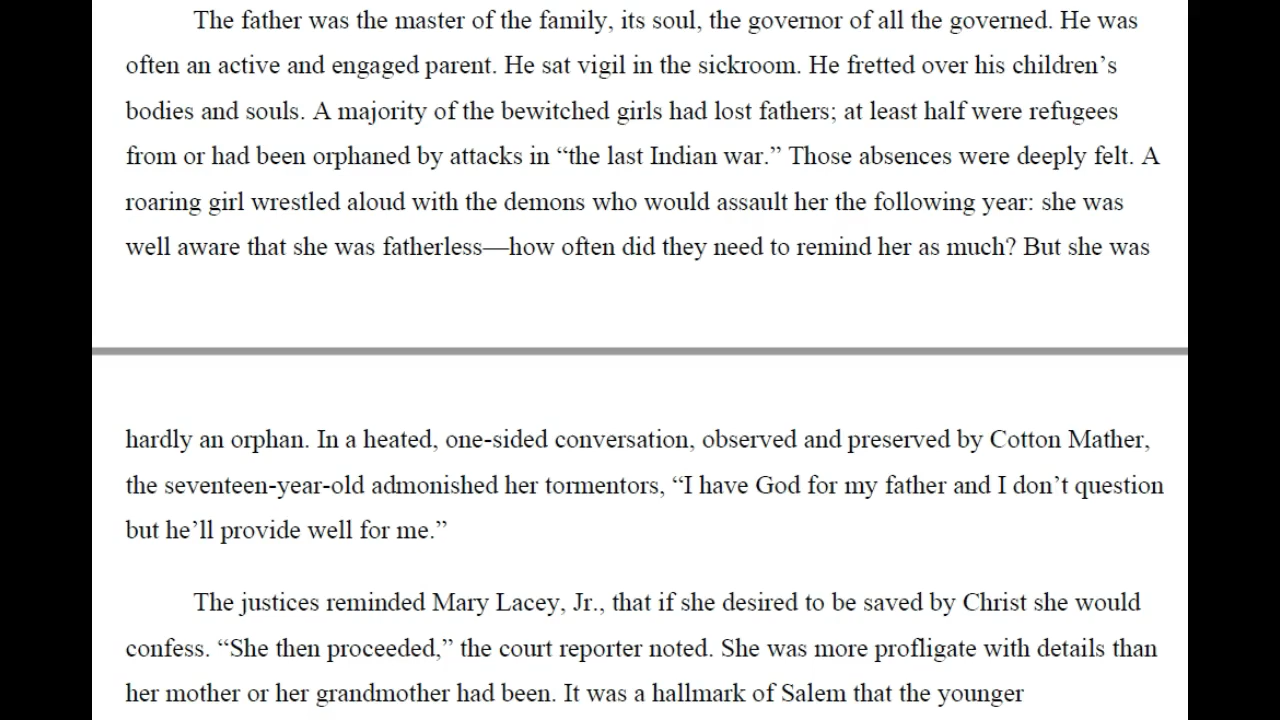 The father was the master of the family, its soul, the governor of all the governed. He was
often an active and engaged parent. He sat vigil in the sickroom. He fretted over his children’s
bodies and souls. A majority of the bewitched girls had lost fathers; at least half were refugees
from or had been orphaned by attacks in “the last Indian war.” Those absences were deeply felt. A
roaring girl wrestled aloud with the demons who would assault her the following year: she was
well aware that she was fatherless—how often did they need to remind her as much? But she was
hardly an orphan. In a heated, one-sided conversation, observed and preserved by Cotton Mather,
the seventeen-year-old admonished her tormentors, “I have God for my father and I don’t question
but he’ll provide well for me.”
The justices reminded Mary Lacey, Jr., that if she desired to be saved by Christ she would
confess. “She then proceeded,” the court reporter noted. She was more profligate with details than
her mother or her grandmother had been. It was a hallmark of Salem that the younger